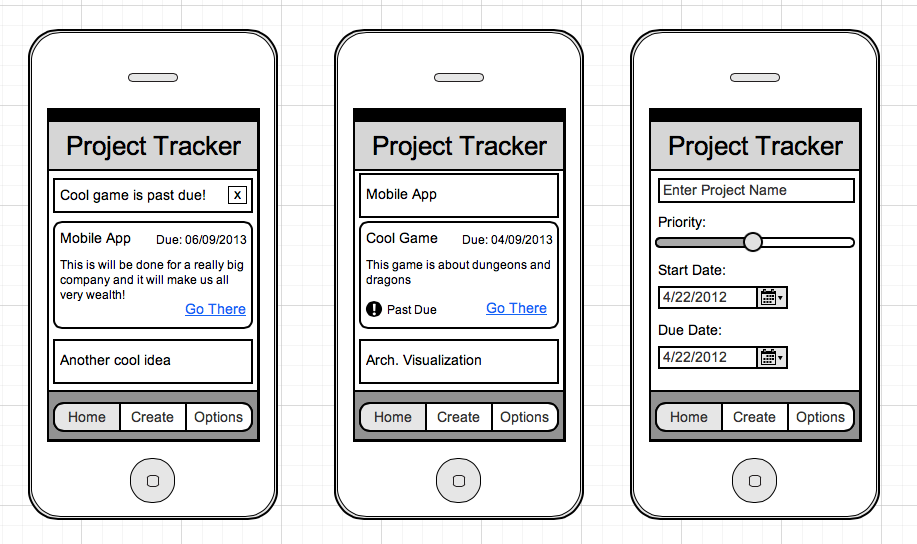 Project Tracker
Cool game is past due! X
Mobile App Due: 06/09/2013
This is will be done for a really big
company and it will make us all
very wealth!
Go There
Another cool idea
Home Create Options
Project Tracker
Mobile App
Cool Game Due: 04/09/2013
This game is about dungeons and
dragons
! Past Due Go There
Arch. Visualization
Home Create Options
Project Tracker
Enter Project Name
Priority:
Start Date:
4/22/2012
Due Date:
4/22/2012
Home Create Options